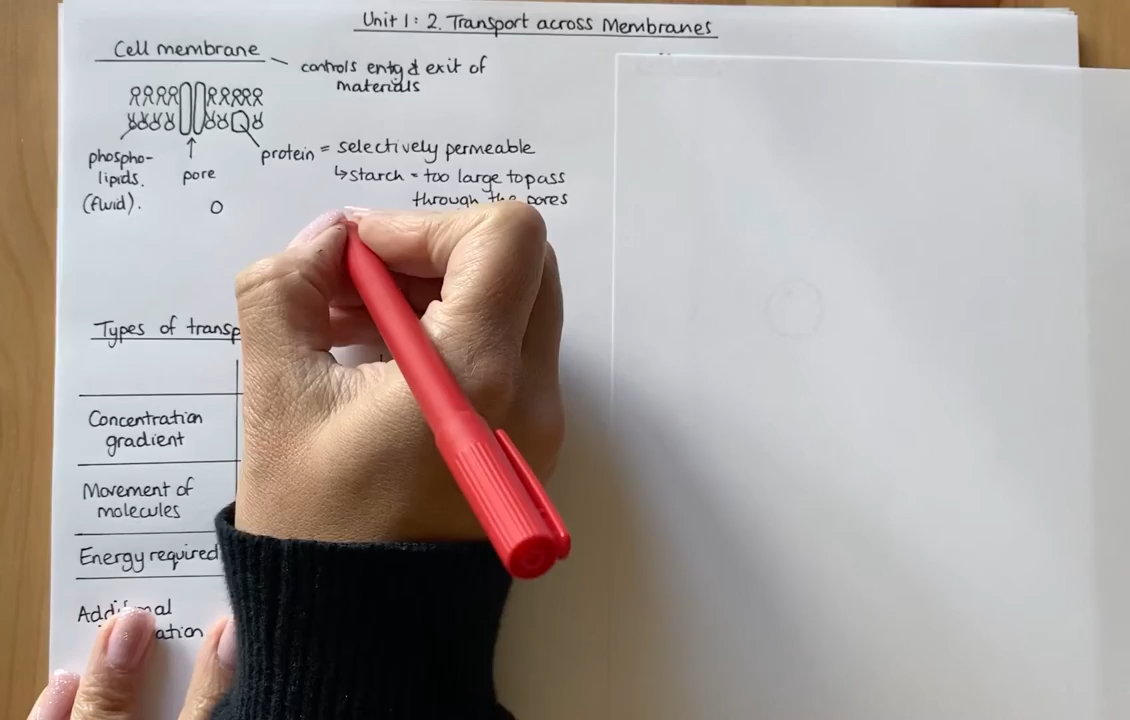 Unit 1: 2. Transport across Membranes
Cell membrane
controls entry & exit of
materials
phospho-
lipids.
(fluid).
pore
protein = selectively permeable
↳starch = too large to pass
through the pores
Types of transp
Concentration
gradient
Movement of
molecules
Energy required
Additional
ation